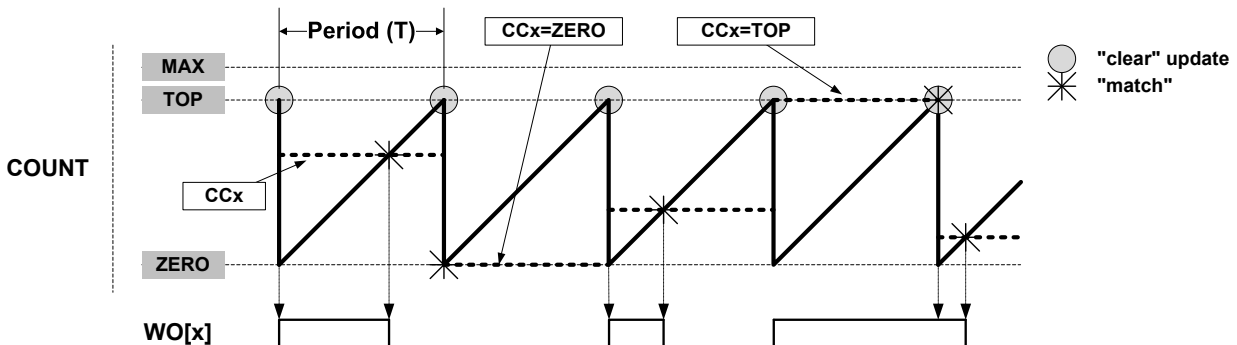 Period (T)
CCx=ZERO
CCx=TOP
"clear" update
"match"
MAX
TOP
COUNT
CCx
ZERO
WO[x]